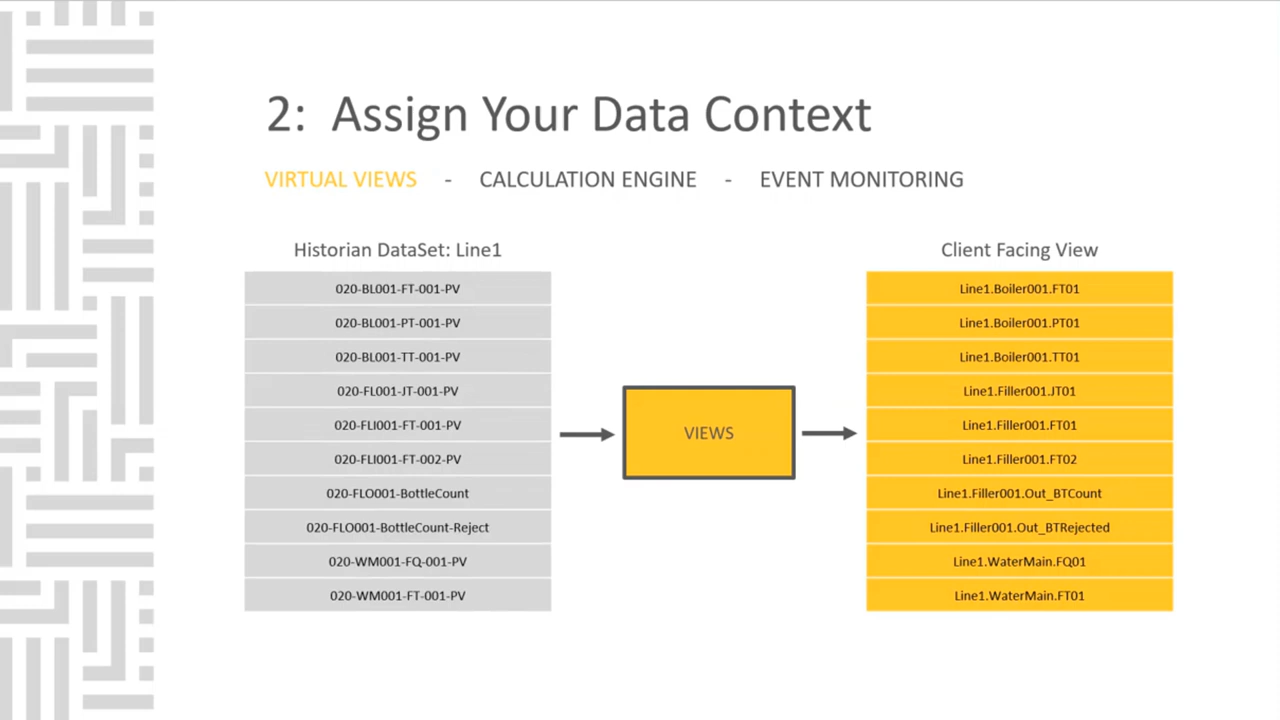 2: Assign Your Data Context
VIRTUAL VIEWS - CALCULATION ENGINE - EVENT MONITORING
Historian DataSet: Line1
020-BL001-FT-001-PV
020-BL001-PT-001-PV
020-BL001-TT-001-PV
020-FL001-JT-001-PV
020-FLI001-FT-001-PV
020-FLI001-FT-002-PV
020-FLO001-BottleCount
020-FLO001-BottleCount-Reject
020-WM001-FQ-001-PV
020-WM001-FT-001-PV
VIEWS
Client Facing View
Line1.Boiler001.FT01
Line1.Boiler001.PT01
Line1.Boiler001.TT01
Line1.Filler001.JT01
Line1.Filler001.FT01
Line1.Filler001.FT02
Line1.Filler001.Out_BTCount
Line1.Filler001.Out_BTRejected
Line1.WaterMain.FQ01
Line1.WaterMain.FT01